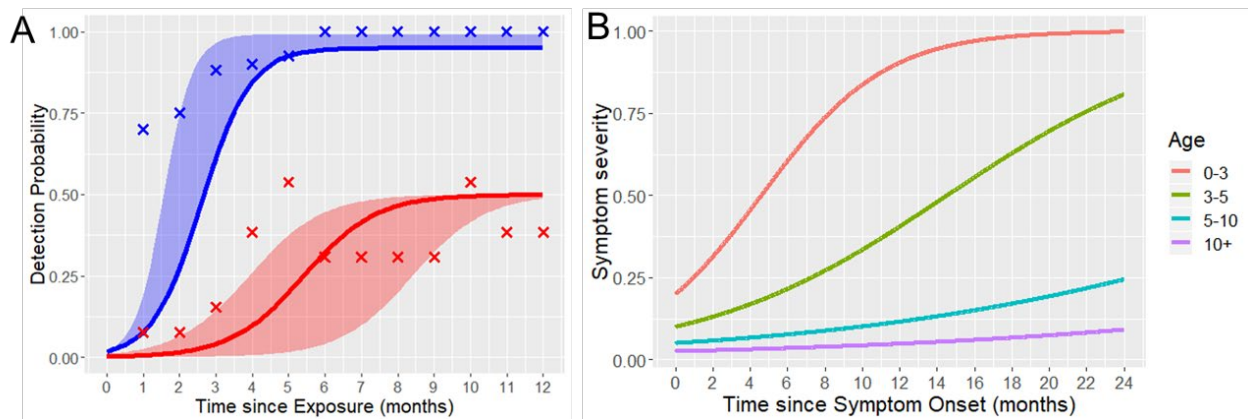 A
Detection Probability
1.00
0.75
0.50
0.25
0.00
0 1 2 3 4 5 6 7 8 9 10 11 12
Time since Exposure (months)
B
Symptom severity
1.00
0.75
0.50
0.25
0.00
0 2 4 6 8 10 12 14 16 18 20 22 24
Time since Symptom Onset (months)
Age
0-3
3-5
5-10
10+